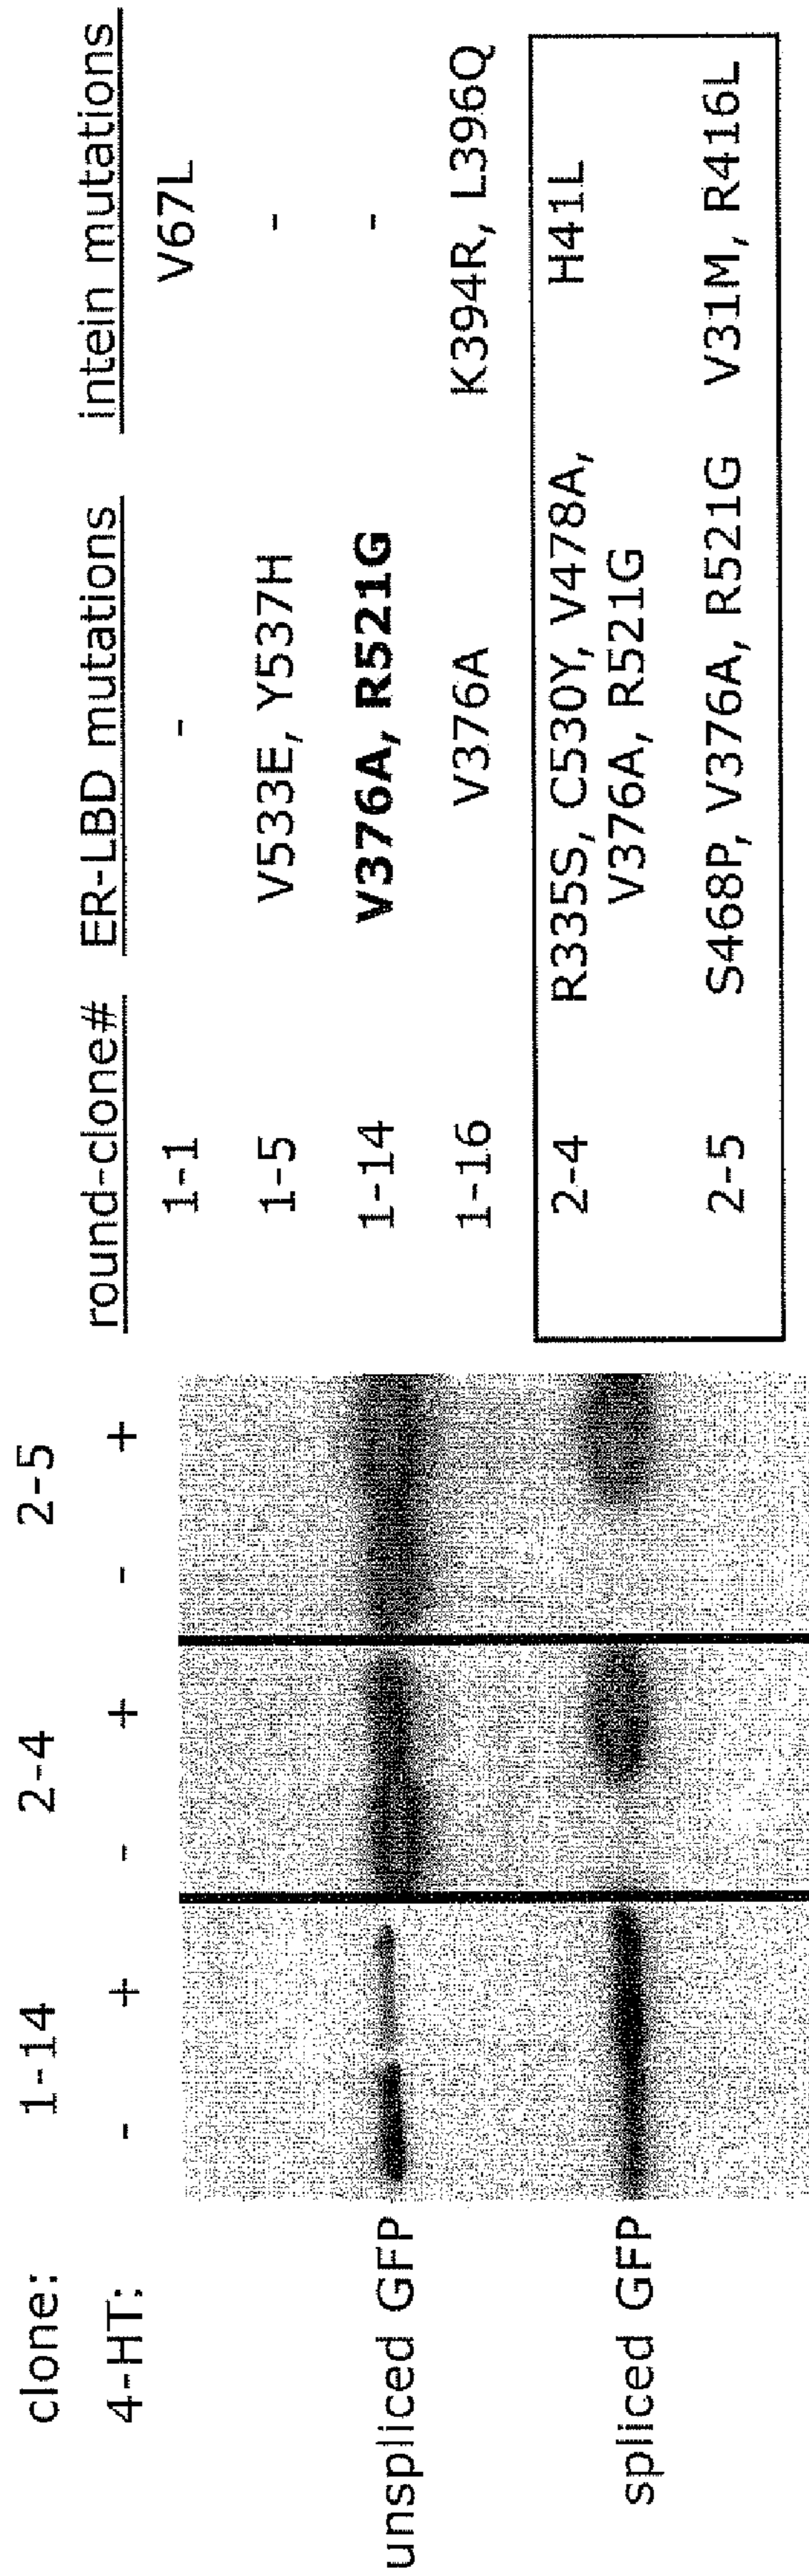 clone: 1-14 2-4 2-5
4-HT: - + - + - +
unspliced GFP
spliced GFP
round-clone# ER-LBD mutations intein mutations
1-1 - V67L
1-5 V533E, Y537H -
1-14 V376A, R521G -
1-16 V376A K394R, L396Q
2-4 R335S, C530Y, V478A, H41L
V376A, R521G
2-5 S468P, V376A, R521G V31M, R416L